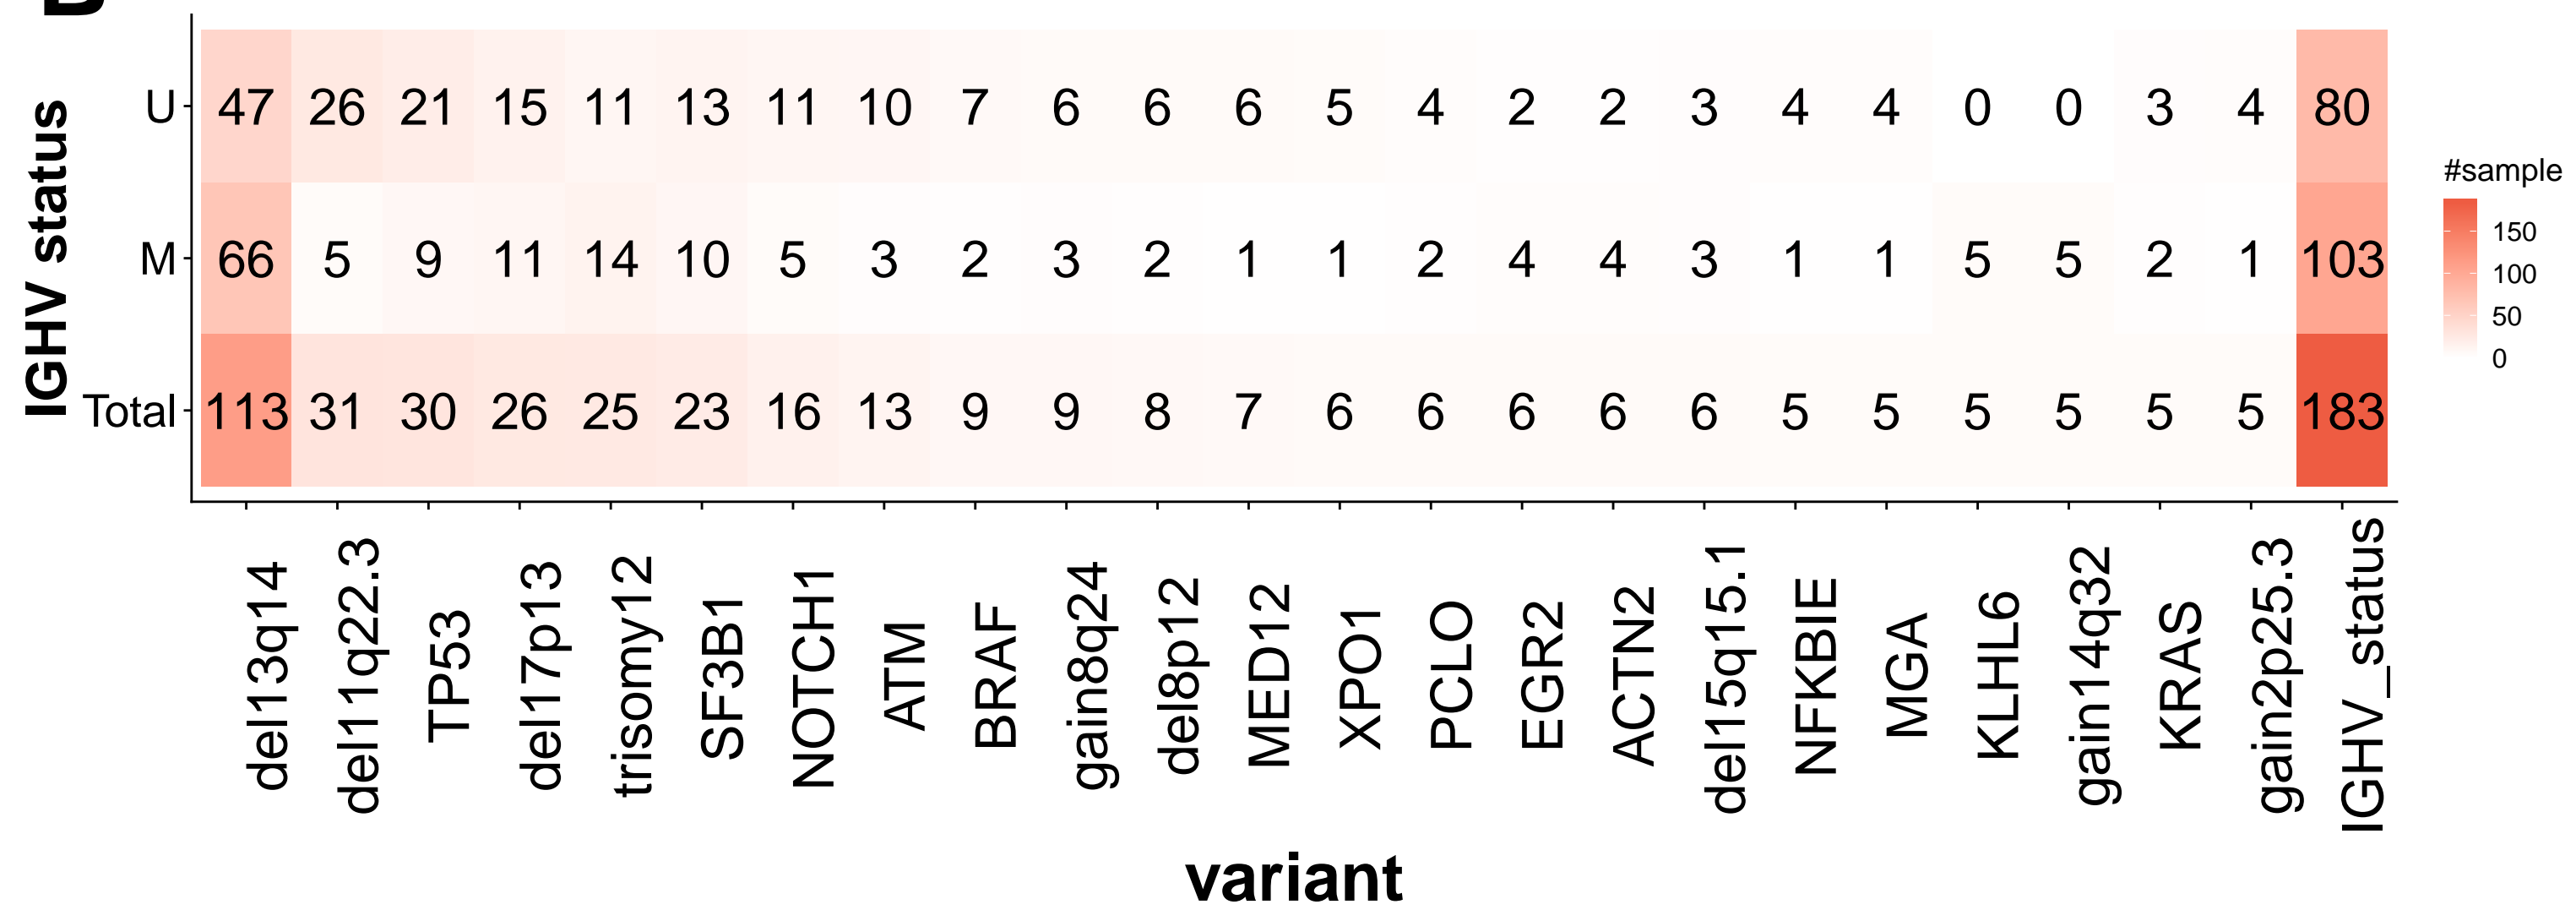 U 47 26 21 15 11 13 11 10 7 6 6 6 5 4 2 2 3 4 4 0 0 3 4 80
M 66 5 9 11 14 10 5 3 2 3 2 1 1 2 4 4 3 1 1 5 5 2 1 103
Total 113 31 30 26 25 23 16 13 9 9 8 7 6 6 6 6 6 5 5 5 5 5 5 183
IGHV status
del13q14
del11q22.3
TP53
del17p13
trisomy12
SF3B1
NOTCH1
ATM
BRAF
gain8q24
del8p12
MED12
XPO1
PCLO
EGR2
ACTN2
del15q15.1
NFKBIE
MGA
KLHL6
gain14q32
KRAS
gain2p25.3
IGHV_status
variant
#sample
150
100
50
0